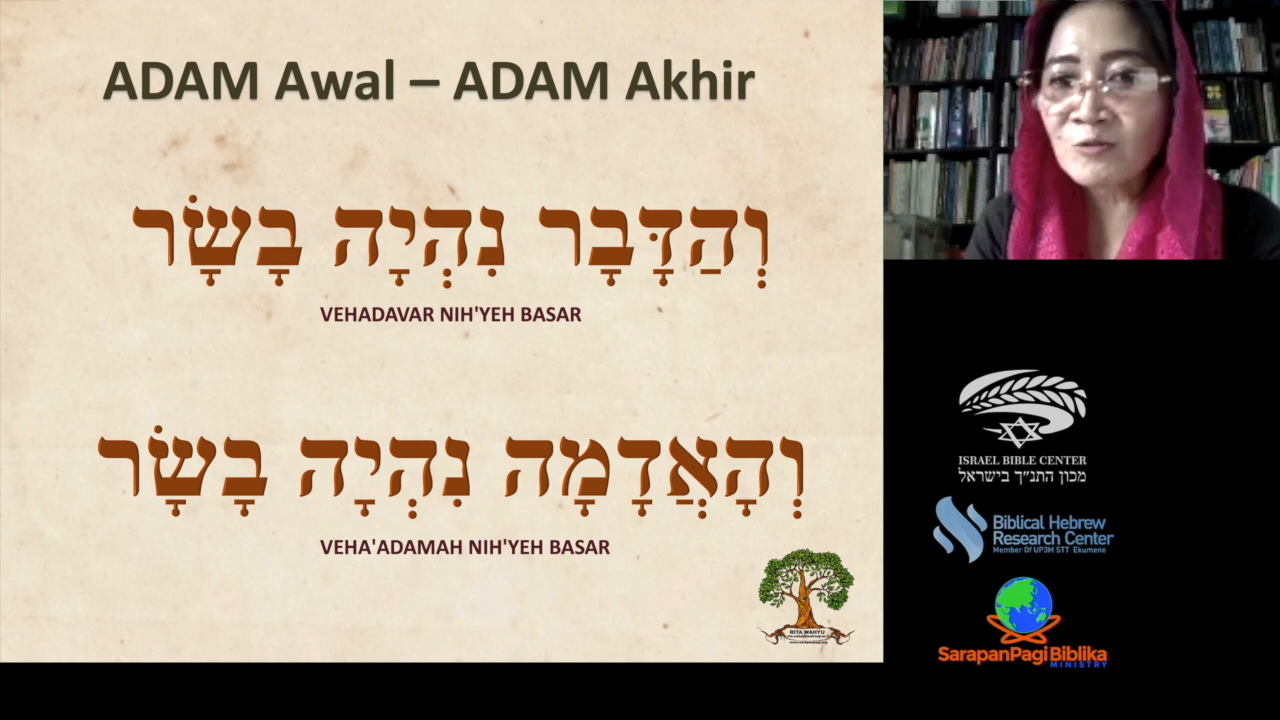 ADAM Awal – ADAM Akhir
וְהַדָּבָר נִהְיָה בָשָׂר
VEHADAVAR NIH'YEH BASAR
וְהָאֲדָמָה נִהְיָה בָשָׂר
VEHA'ADAMAH NIH'YEH BASAR
RITA WAHYU
ISRAEL BIBLE CENTER
מכון התנ״ך בישראל
Biblical Hebrew
Research Center
Member Of UP3M STT Ekumene
SarapanPagi Biblika
MINISTRY